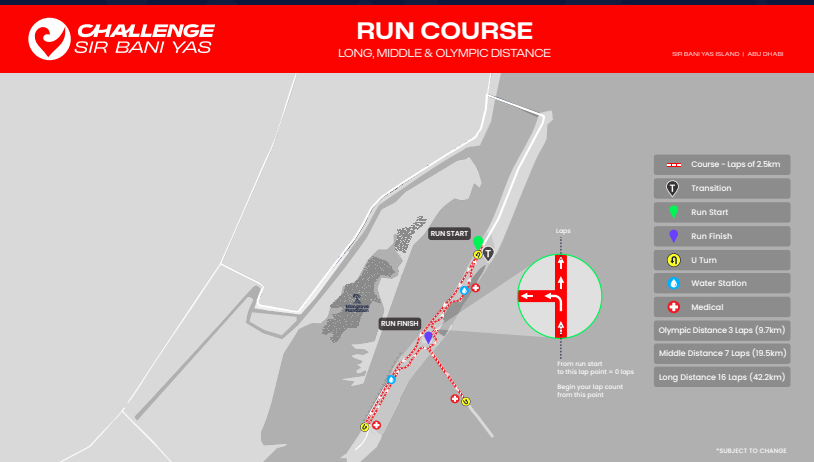 CHALLENGE
SIR BANI YAS
RUN COURSE
LONG, MIDDLE & OLYMPIC DISTANCE
SIR BANI YAS ISLAND | ABU DHABI
Course - Laps of 2.5km
T Transition
Run Start
Run Finish
U Turn
Water Station
Medical
Olympic Distance 3 Laps (9.7km)
Middle Distance 7 Laps (19.5km)
Long Distance 16 Laps (42.2km)
RUN START
T
Laps
Mangrove
Plantation
RUN FINISH
From run start
to this lap point = 0 laps
Begin your lap count
from this point
*SUBJECT TO CHANGE